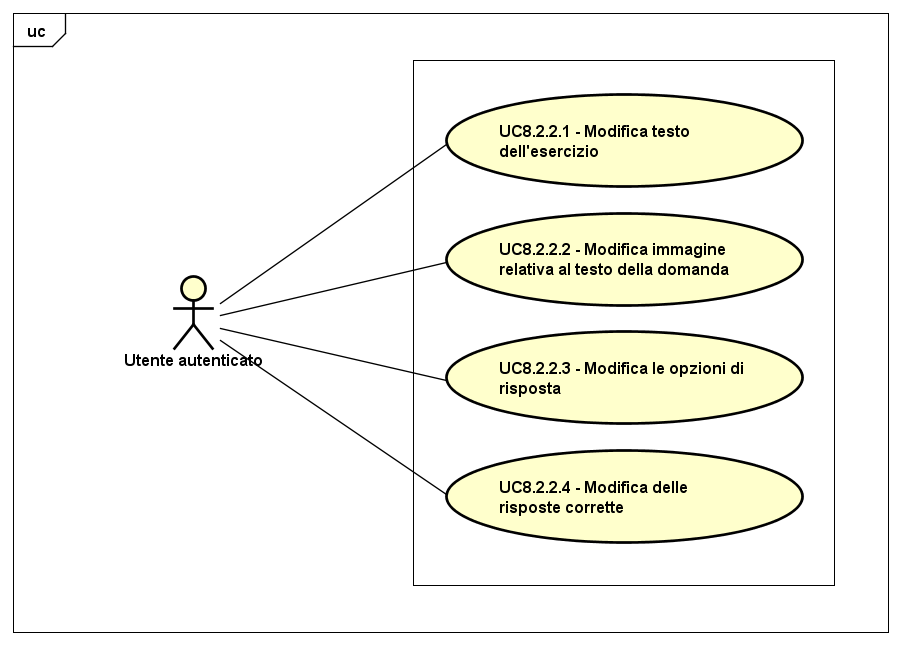 uc
UC8.2.2.1 - Modifica testo
dell'esercizio
UC8.2.2.2 - Modifica immagine
relativa al testo della domanda
Utente autenticato
UC8.2.2.3 - Modifica le opzioni di
risposta
UC8.2.2.4 - Modifica delle
risposte corrette